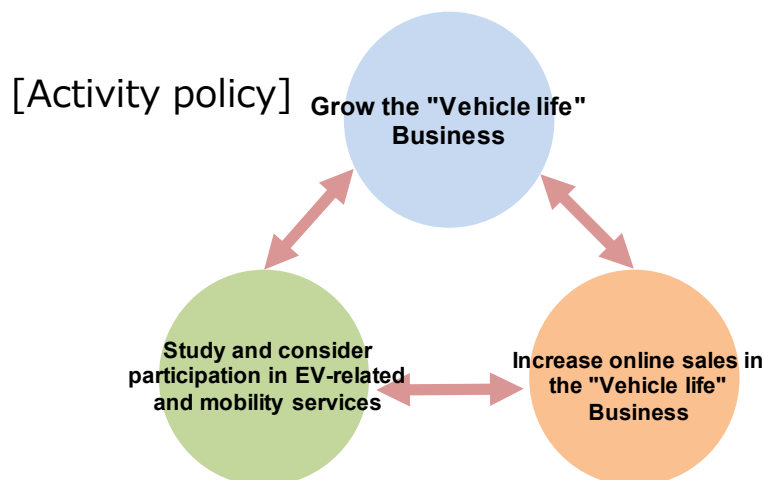 [Activity policy]
Grow the "Vehicle life"
Business
Study and consider
participation in EV-related
and mobility services
Increase online sales in
the "Vehicle life"
Business